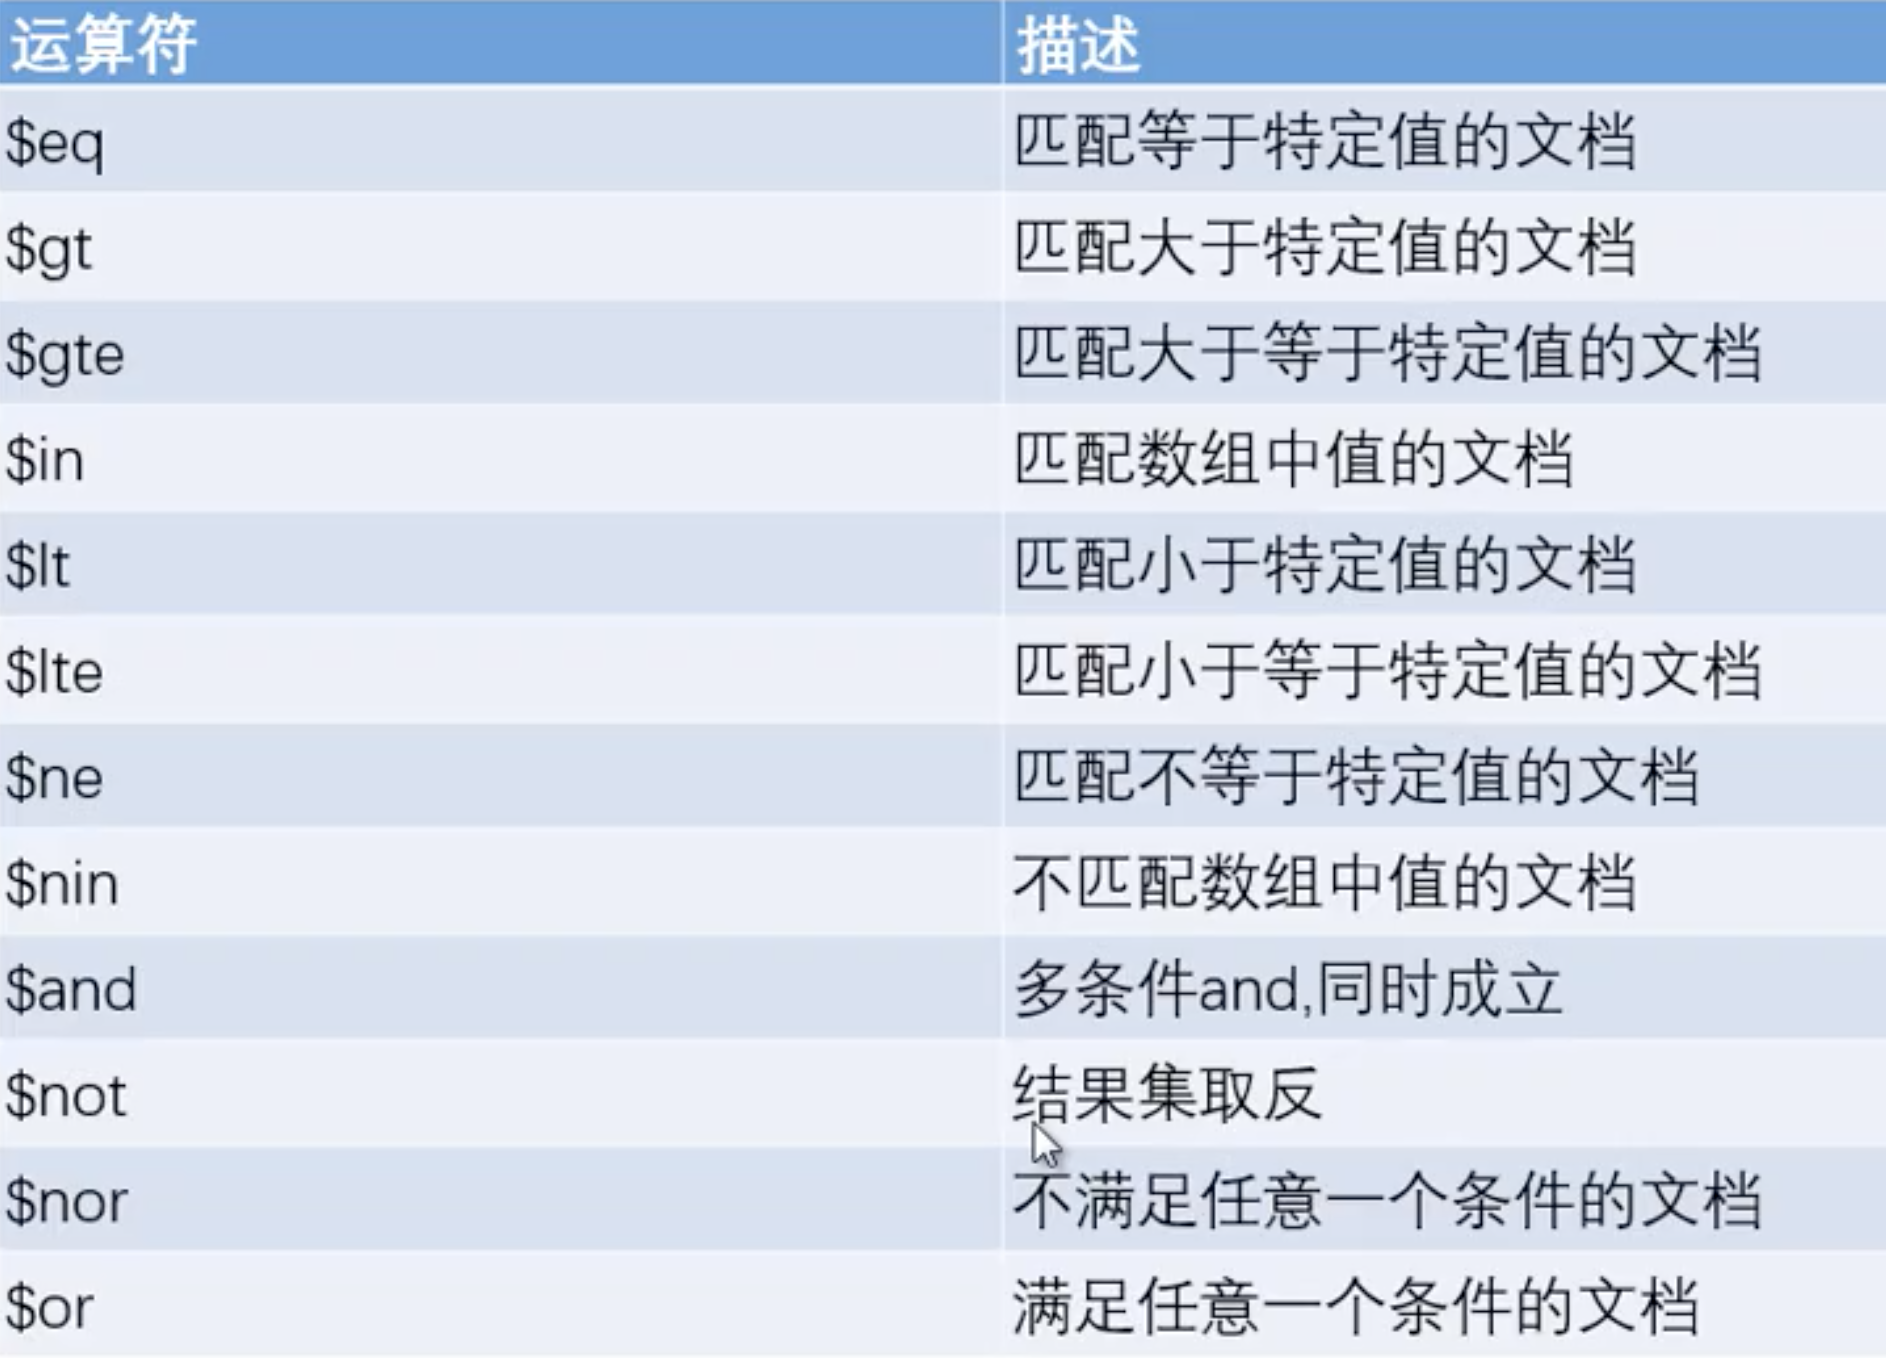 运算符 描述
$eq 匹配等于特定值的文档
$gt 匹配大于特定值的文档
$gte 匹配大于等于特定值的文档
$in 匹配数组中值的文档
$lt 匹配小于特定值的文档
$lte 匹配小于等于特定值的文档
$ne 匹配不等于特定值的文档
$nin 不匹配数组中值的文档
$and 多条件and,同时成立
$not 结果集取反
$nor 不满足任意一个条件的文档
$or 满足任意一个条件的文档